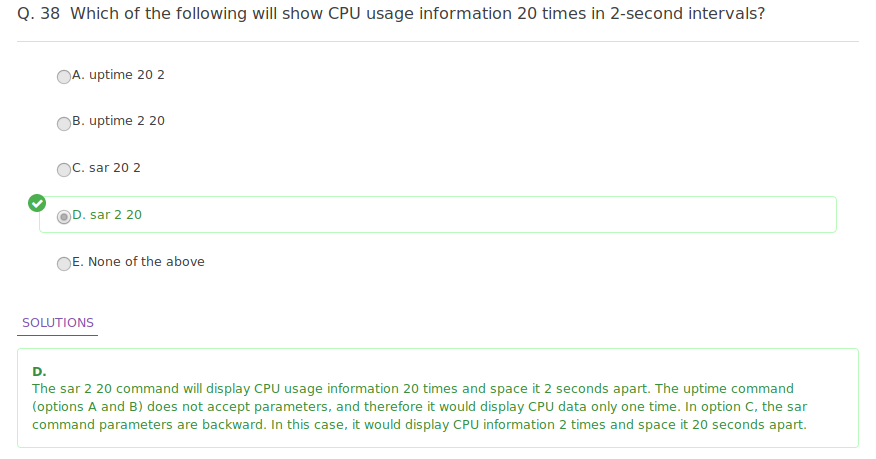 Q. 38 Which of the following will show CPU usage information 20 times in 2-second intervals?
A. uptime 20 2
B. uptime 2 20
C. sar 20 2
D. sar 2 20
E. None of the above
SOLUTIONS
D.
The sar 2 20 command will display CPU usage information 20 times and space it 2 seconds apart. The uptime command
(options A and B) does not accept parameters, and therefore it would display CPU data only one time. In option C, the sar
command parameters are backward. In this case, it would display CPU information 2 times and space it 20 seconds apart.